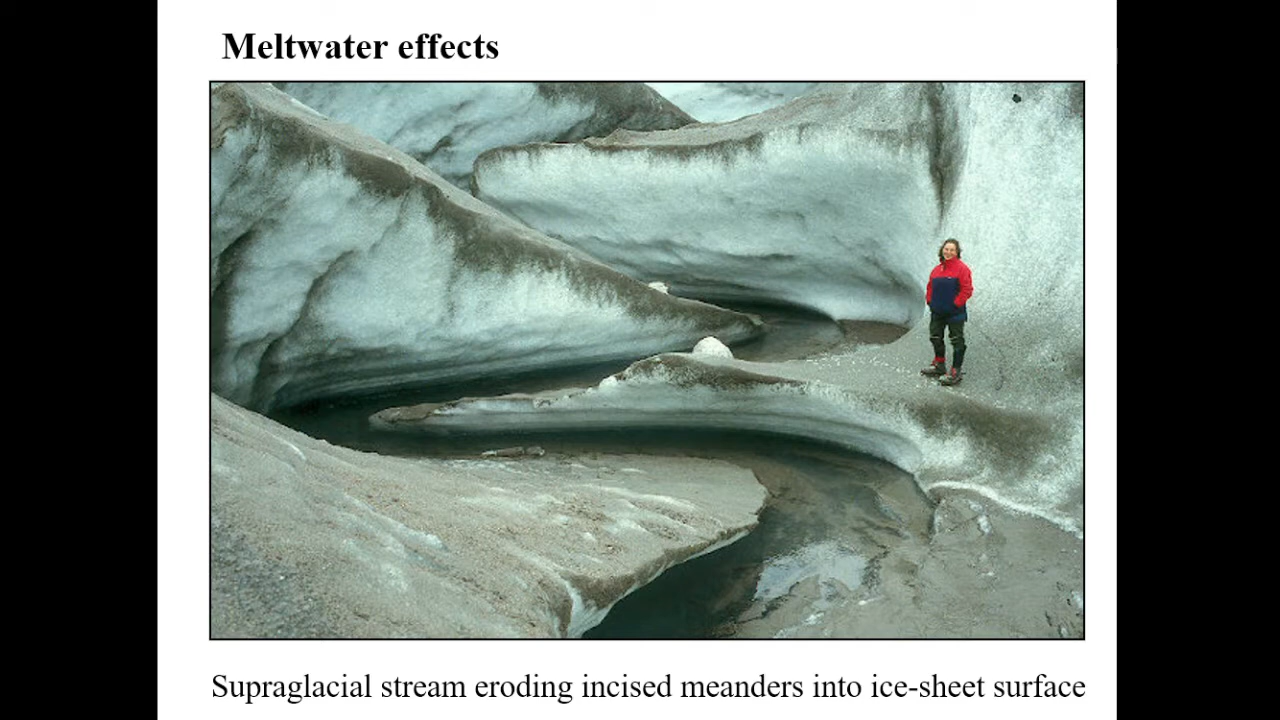 Meltwater effects
Supraglacial stream eroding incised meanders into ice-sheet surface